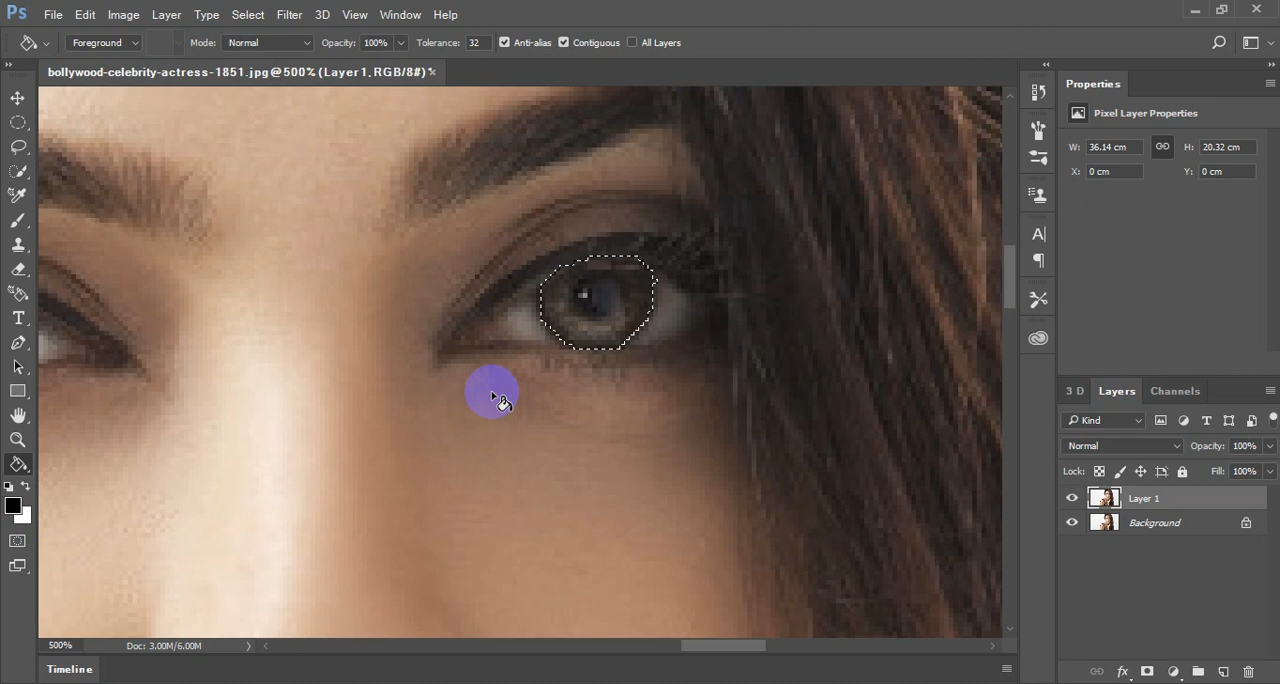 Ps File Edit Image Layer Type Select Filter 3D View Window Help
Foreground Mode: Normal Opacity: 100% Tolerance: 32 Anti-alias Contiguous All Layers
bollywood-celebrity-actress-1851.jpg @ 500% (Layer 1, RGB/8#) *
Properties
Pixel Layer Properties
W: 36.14 cm H: 20.32 cm
X: 0 cm Y: 0 cm
3 D Layers Channels
Kind
Normal Opacity: 100%
Lock: Fill: 100%
Layer 1
Background
500% Doc: 3.00M/6.00M
Timeline